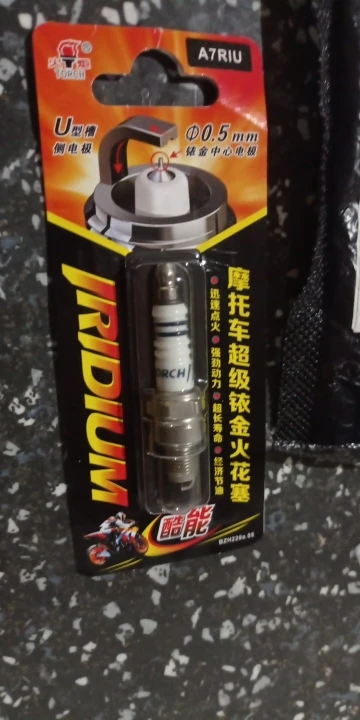 A7RIU
火炬®
TORCH
U型槽
侧电极
Φ0.5mm
铱金中心电极
IRIDIUM
摩托车超级铱金火花塞
迅速点火 强劲动力 超长寿命 经济节油
TORCH
酷能